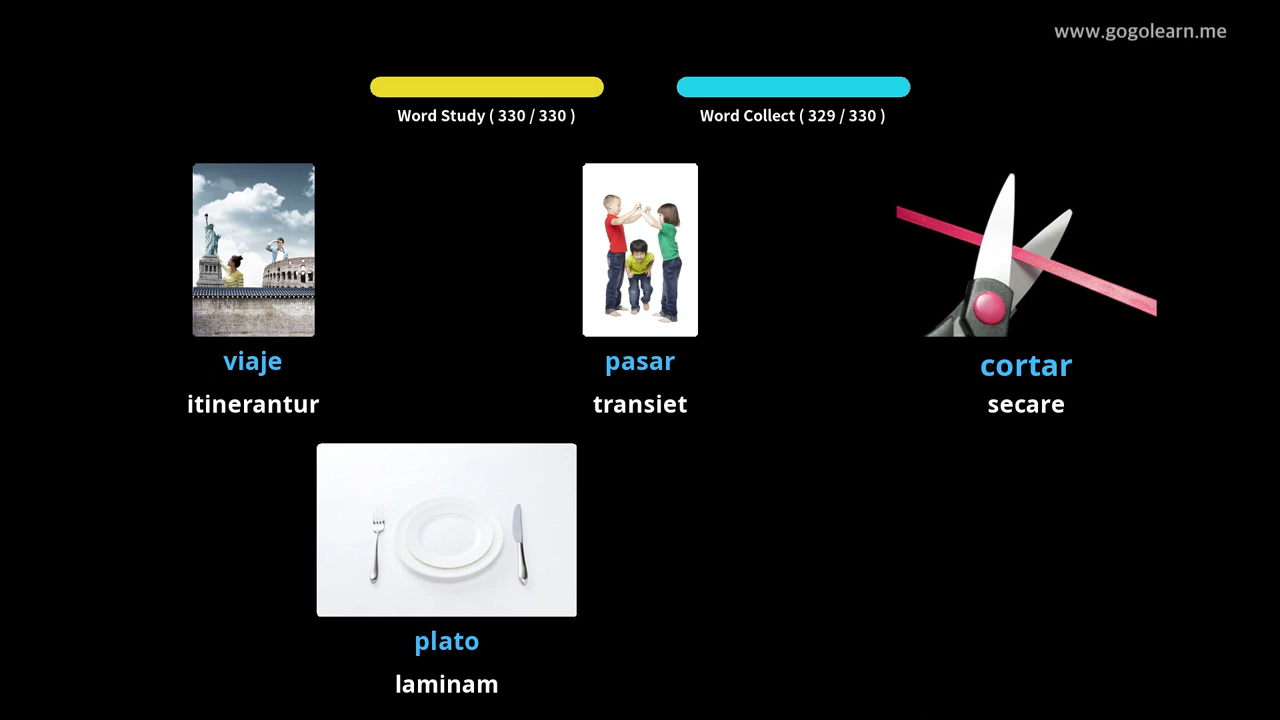 www.gogolearn.me
Word Study ( 330 / 330 )
Word Collect ( 329 / 330 )
viaje
itinerantur
pasar
transiet
cortar
secare
plato
laminam